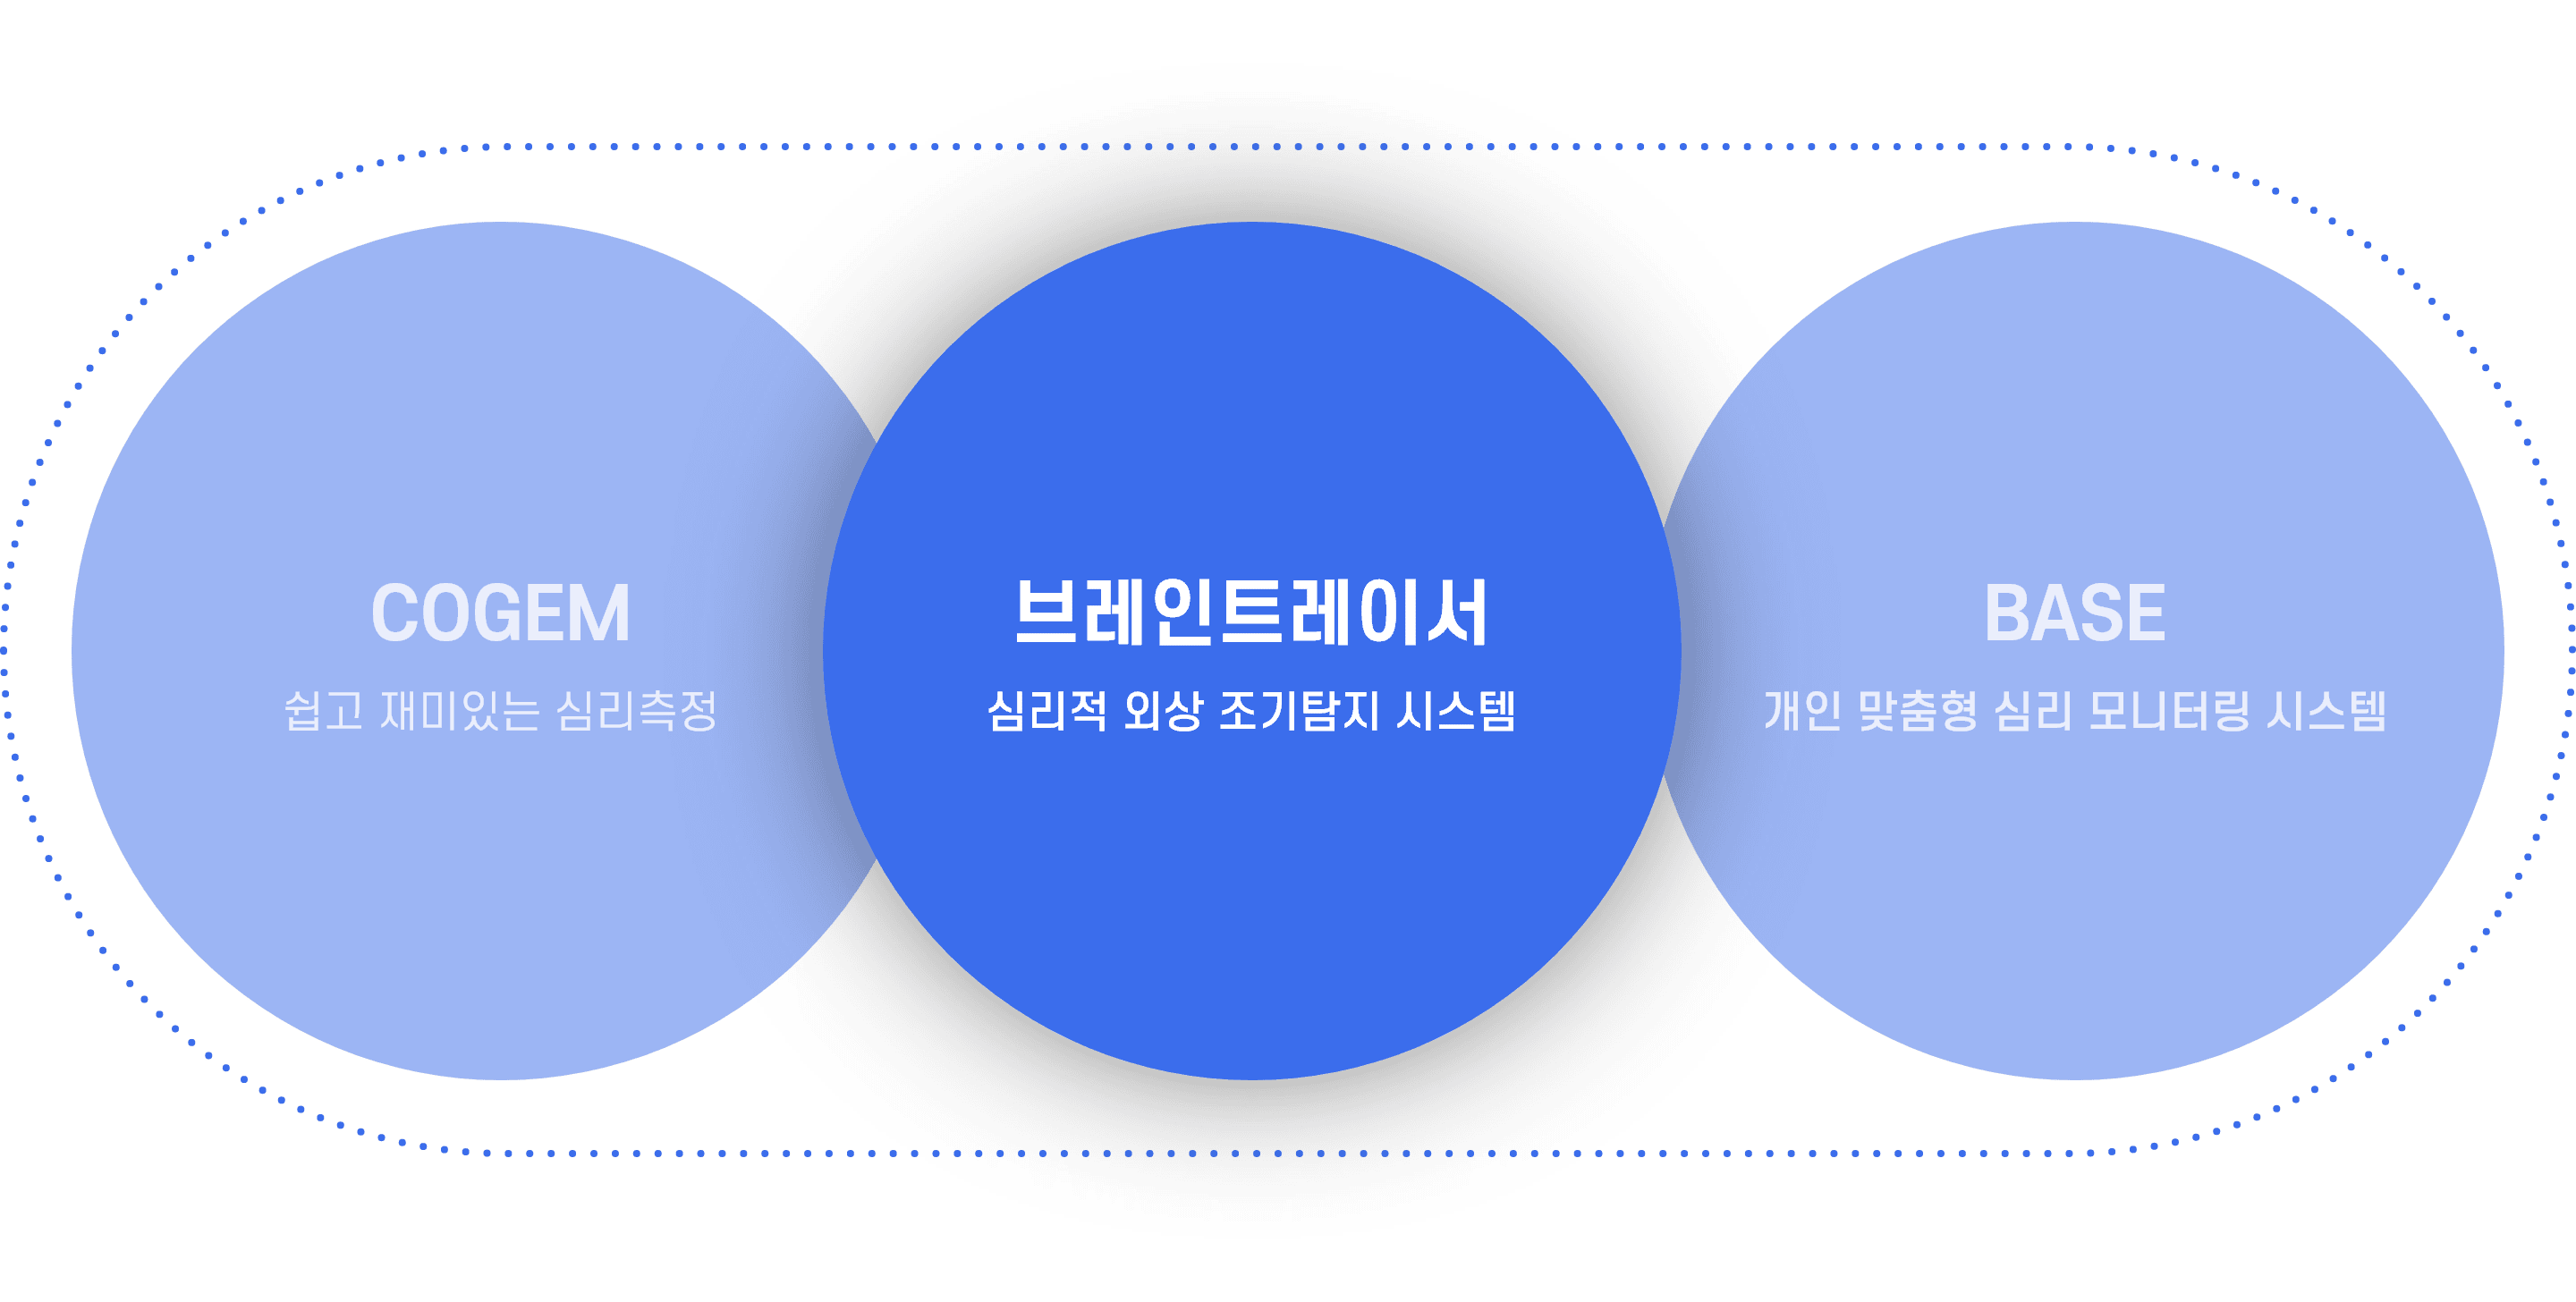 COGEM
쉽고 재미있는 심리측정
브레인트레이서
심리적 외상 조기탐지 시스템
BASE
개인 맞춤형 심리 모니터링 시스템